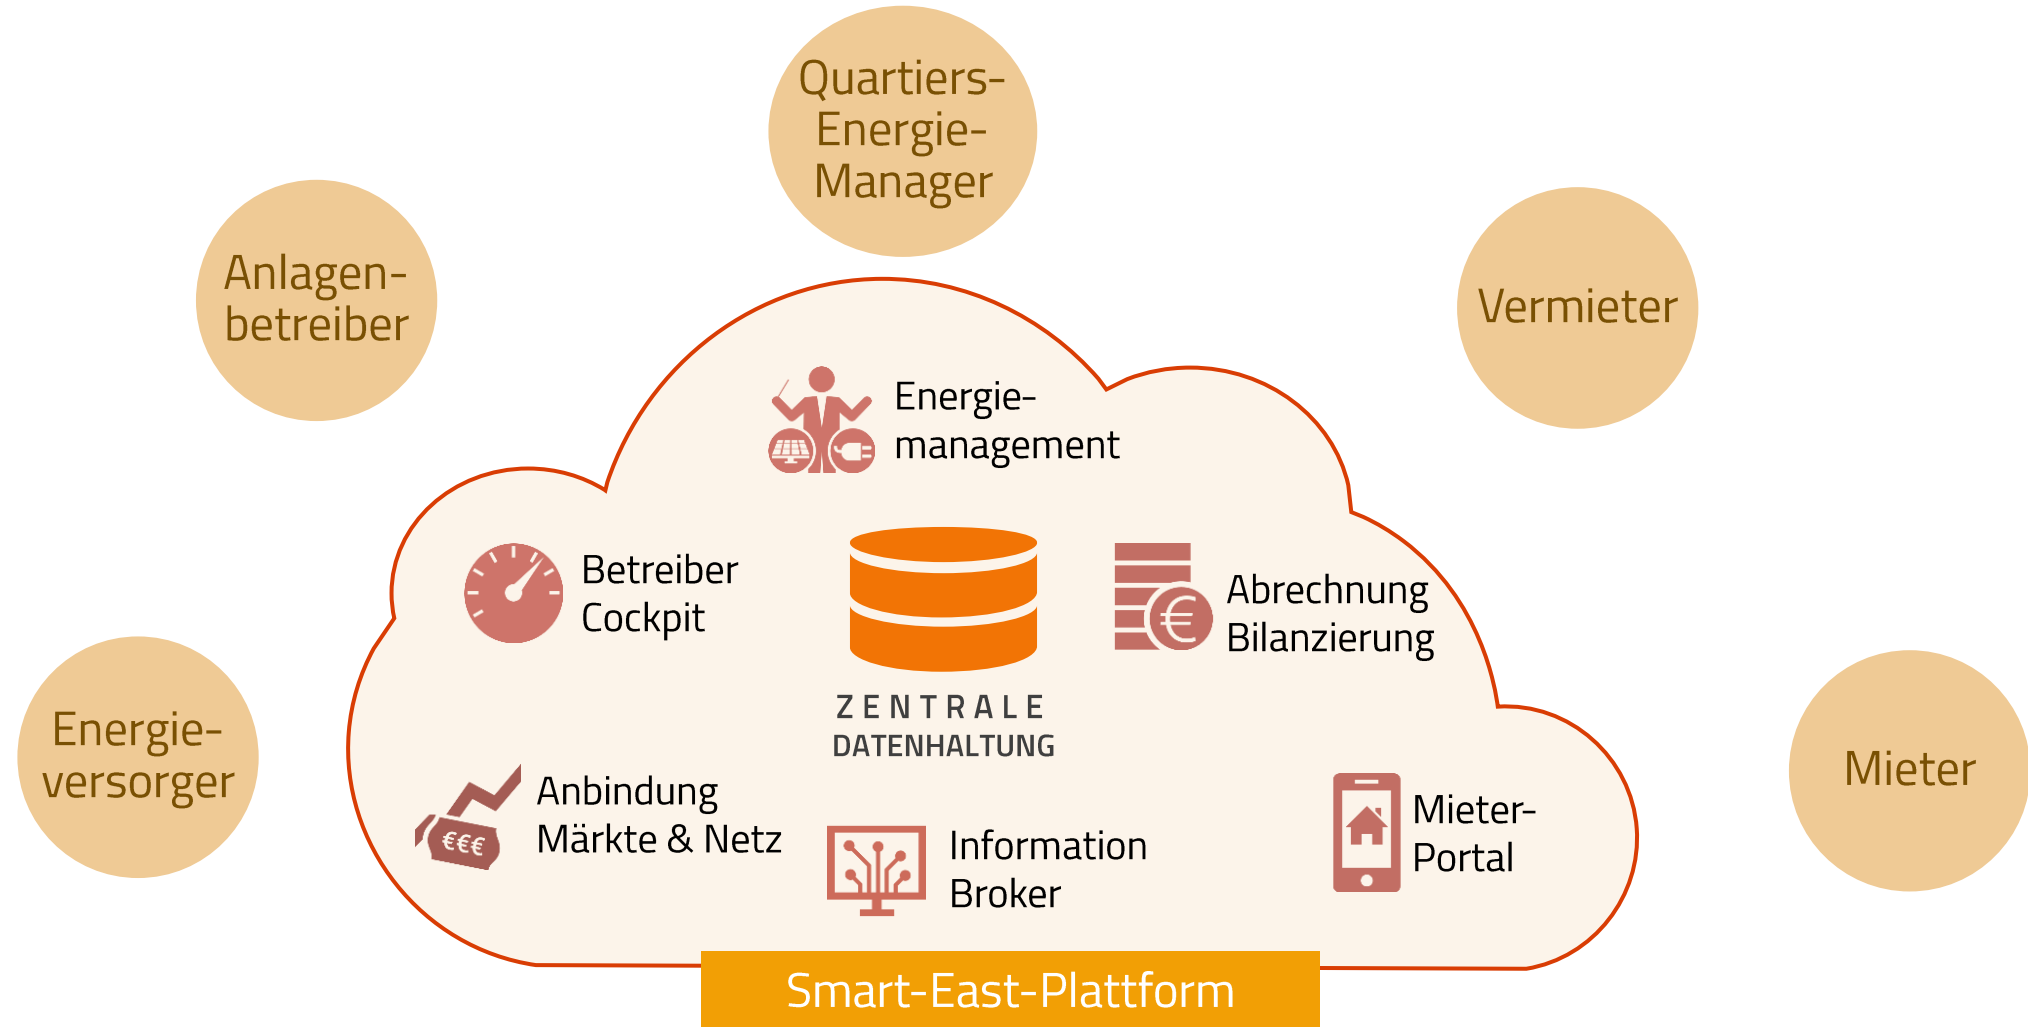 Quartiers-
Energie-
Manager
Anlagen-
betreiber
Vermieter
Energie-
management
Betreiber
Cockpit
Abrechnung
Bilanzierung
ZENTRALE
DATENHALTUNG
Energie-
versorger
Mieter
Anbindung
Märkte & Netz
€€€
€
Information
Broker
Mieter-
Portal
Smart-East-Plattform